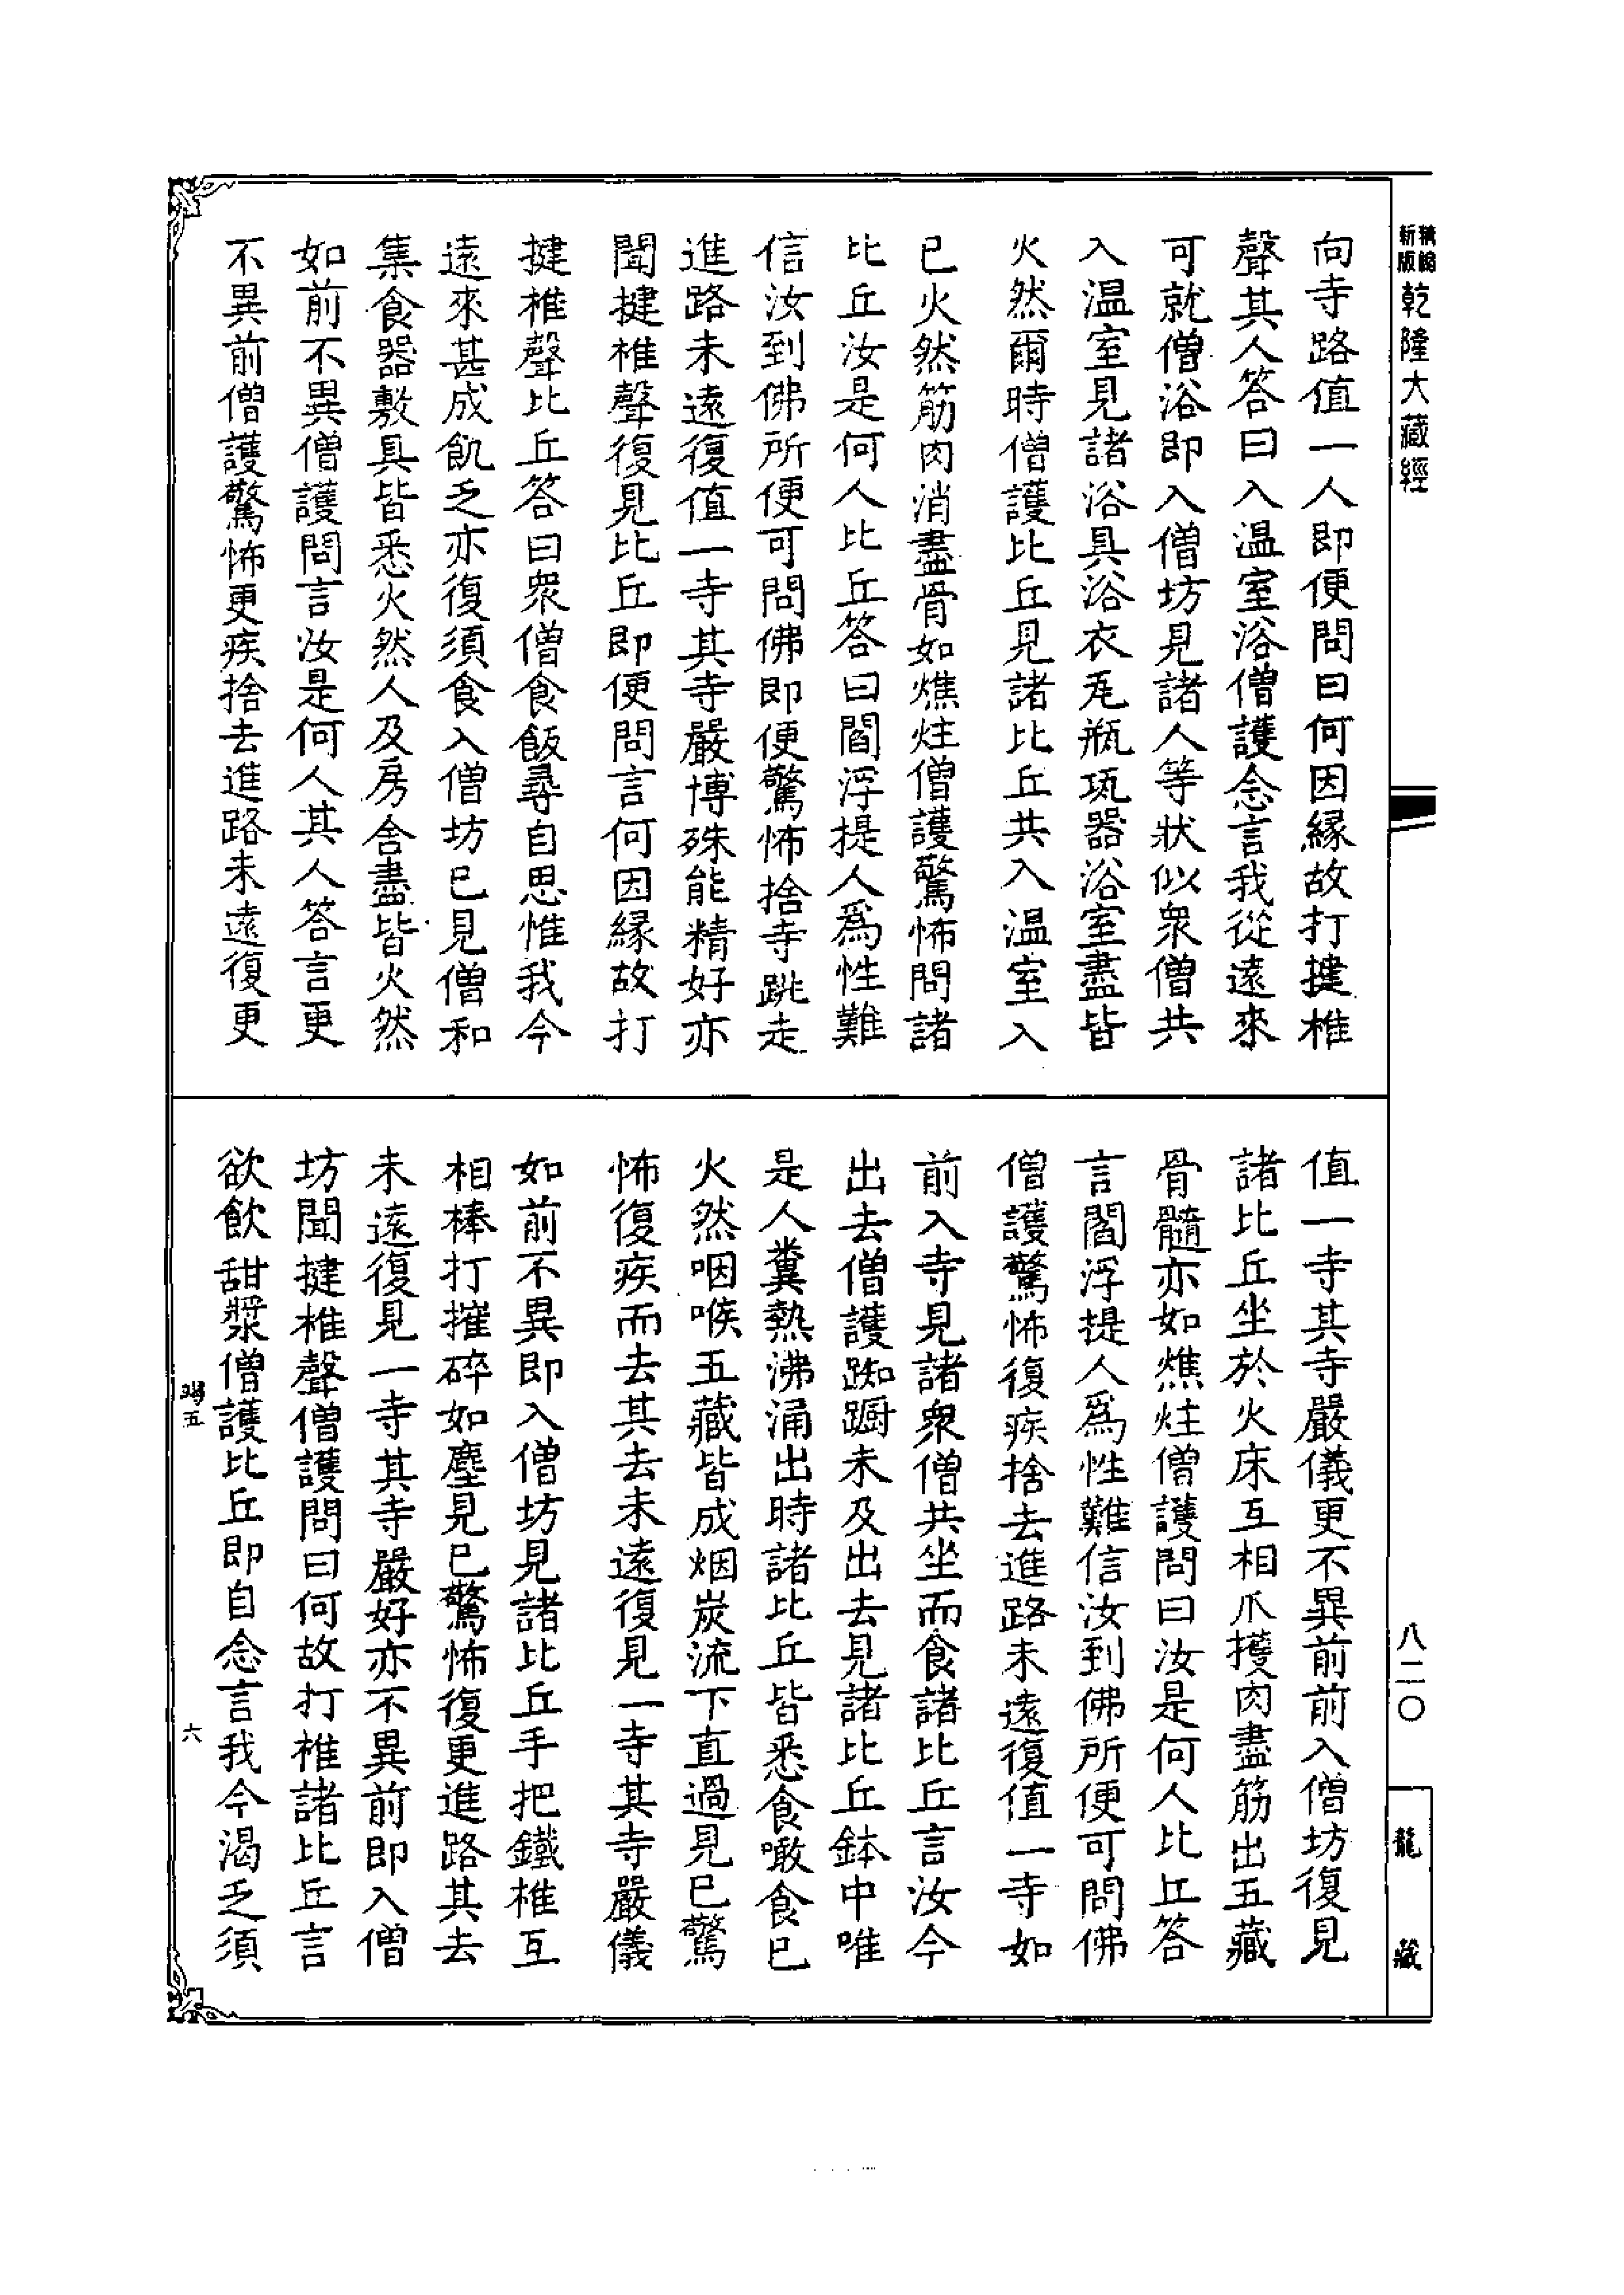 新版
精縮
乾隆大藏經
八二〇
龍藏
向寺路值一人即便問曰何因緣故打揵椎
聲其人答曰入温室浴僧護念言我從遠來
可就僧浴即入僧坊見諸人等狀似衆僧共
入温室見諸浴具浴衣瓦瓶瓨器浴室盡皆
火然爾時僧護比丘見諸比丘共入温室入
已火然筋肉消盡骨如燋炷僧護驚怖問諸
比丘汝是何人比丘答曰閻浮提人爲性難
信汝到佛所便可問佛即便驚怖捨寺跳走
進路未遠復值一寺其寺嚴博殊能精好亦
聞揵椎聲復見比丘即便問言何因緣故打
揵椎聲比丘答曰衆僧食飯尋自思惟我今
遠來甚成飢乏亦復須食入僧坊已見僧和
集食器敷具皆悉火然人及房舍盡皆火然
如前不異僧護問言汝是何人其人答言更
不異前僧護驚怖更疾捨去進路未遠復更
值一寺其寺嚴儀更不異前前入僧坊復見
諸比丘坐於火床互相爪攫肉盡筋出五藏
骨髓亦如燋炷僧護問曰汝是何人比丘答
言閻浮提人爲性難信汝到佛所便可問佛
僧護驚怖復疾捨去進路未遠復值一寺如
前入寺見諸衆僧共坐而食諸比丘言汝今
出去僧護踟蹰未及出去見諸比丘鉢中唯
是人糞熱沸涌出時諸比丘皆悉食噉食已
火然咽喉五藏皆成烟炭流下直過見已驚
怖復疾而去其去未遠復見一寺其寺嚴儀
如前不異即入僧坊見諸比丘手把鐵椎互
相棒打摧碎如塵見已驚怖復更進路其去
未遠復見一寺其寺嚴好亦不異前即入僧
坊聞揵椎聲僧護問曰何故打椎諸比丘言
欲飲甜漿僧護比丘即自念言我今渴乏須
五
六